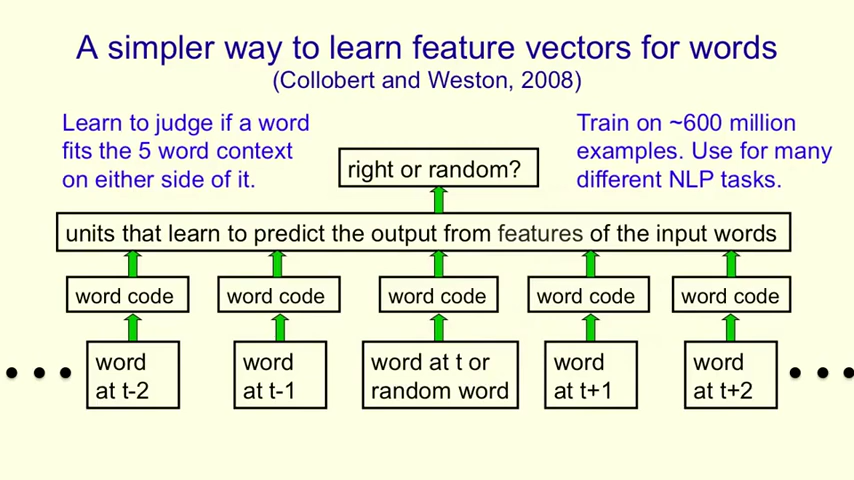 A simpler way to learn feature vectors for words
(Collobert and Weston, 2008)
Learn to judge if a word
fits the 5 word context
on either side of it.
Train on ~600 million
examples. Use for many
different NLP tasks.
right or random?
units that learn to predict the output from features of the input words
word code
word code
word code
word code
word code
word
at t-2
word
at t-1
word at t or
random word
word
at t+1
word
at t+2